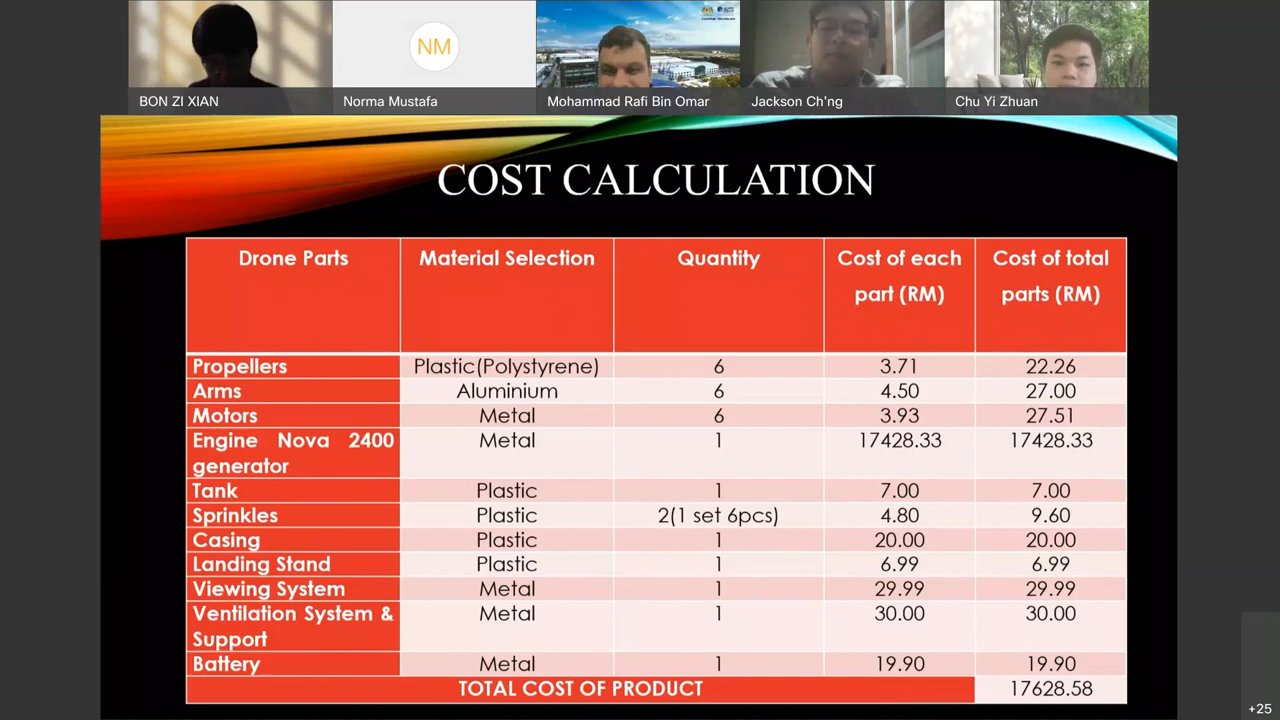 NM
BON ZI XIAN
Norma Mustafa
Mohammad Rafi Bin Omar
Jackson Ch'ng
Chu Yi Zhuan
COST CALCULATION
Drone Parts Material Selection Quantity Cost of each part (RM) Cost of total parts (RM)
Propellers Plastic(Polystyrene) 6 3.71 22.26
Arms Aluminium 6 4.50 27.00
Motors Metal 6 3.93 27.51
Engine Nova 2400 generator Metal 1 17428.33 17428.33
Tank Plastic 1 7.00 7.00
Sprinkles Plastic 2(1 set 6pcs) 4.80 9.60
Casing Plastic 1 20.00 20.00
Landing Stand Plastic 1 6.99 6.99
Viewing System Metal 1 29.99 29.99
Ventilation System & Support Metal 1 30.00 30.00
Battery Metal 1 19.90 19.90
TOTAL COST OF PRODUCT 17628.58
+25